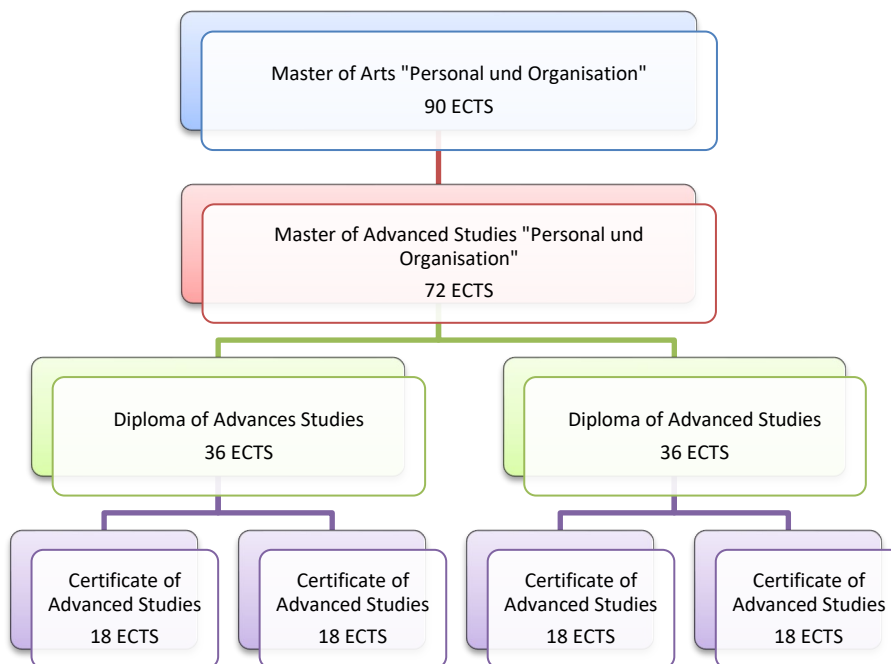 Master of Arts "Personal und Organisation"
90 ECTS
Master of Advanced Studies "Personal und
Organisation"
72 ECTS
Diploma of Advances Studies
36 ECTS
Diploma of Advanced Studies
36 ECTS
Certificate of
Advanced Studies
18 ECTS
Certificate of
Advanced Studies
18 ECTS
Certificate of
Advanced Studies
18 ECTS
Certificate of
Advanced Studies
18 ECTS